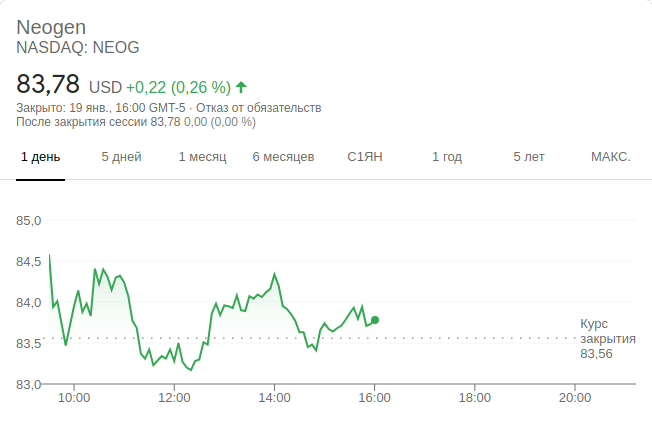 Neogen
NASDAQ: NEOG
83,78 USD +0,22 (0,26 %)
Закрыто: 19 янв., 16:00 GMT-5 · Отказ от обязательств
После закрытия сессии 83,78 0,00 (0,00 %)
1 день 5 дней 1 месяц 6 месяцев С1ЯН 1 год 5 лет МАКС.
85,0
84,5
84,0
83,5
83,0
Курс
закрытия
83,56
10:00 12:00 14:00 16:00 18:00 20:00